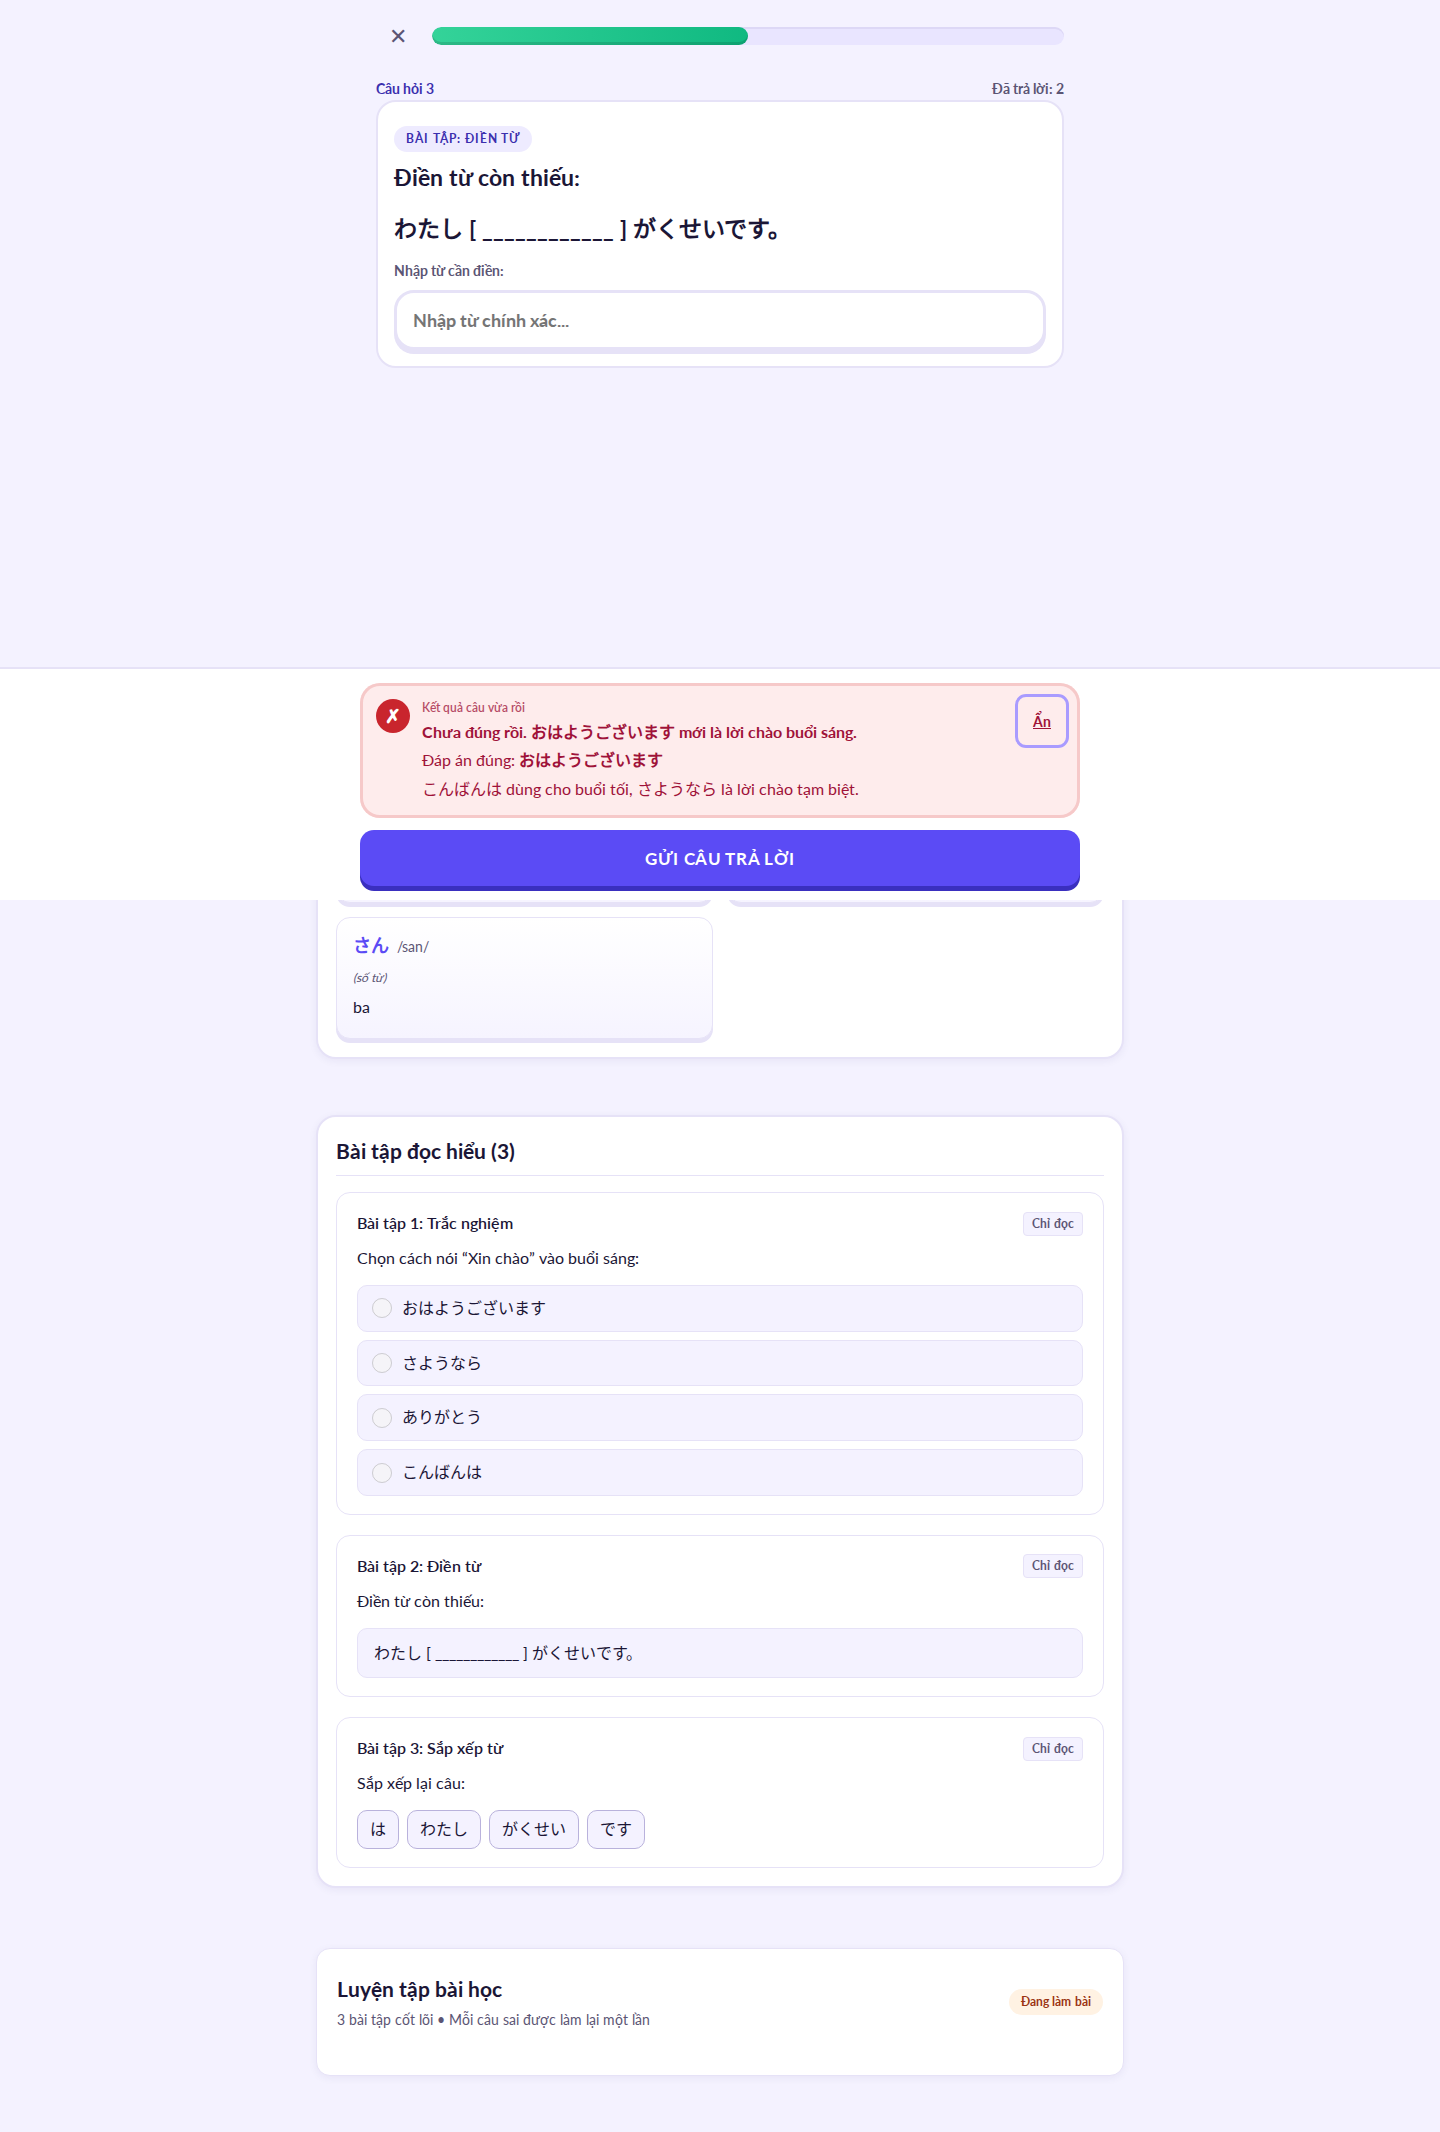 ✕
Câu hỏi 3
Đã trả lời: 2
BÀI TẬP: ĐIỀN TỪ
Điền từ còn thiếu:
わたし [ ____________ ] がくせいです。
Nhập từ cần điền:
Nhập từ chính xác...
✗
Kết quả câu vừa rồi
Ẩn
Chưa đúng rồi. おはようございます mới là lời chào buổi sáng.
Đáp án đúng: おはようございます
こんばんは dùng cho buổi tối, さようなら là lời chào tạm biệt.
GỬI CÂU TRẢ LỜI
さん /san/
(số từ)
ba
Bài tập đọc hiểu (3)
Bài tập 1: Trắc nghiệm
Chỉ đọc
Chọn cách nói “Xin chào” vào buổi sáng:
おはようございます
さようなら
ありがとう
こんばんは
Bài tập 2: Điền từ
Chỉ đọc
Điền từ còn thiếu:
わたし [ ____________ ] がくせいです。
Bài tập 3: Sắp xếp từ
Chỉ đọc
Sắp xếp lại câu:
は わたし がくせい です
Luyện tập bài học
3 bài tập cốt lõi • Mỗi câu sai được làm lại một lần
Đang làm bài